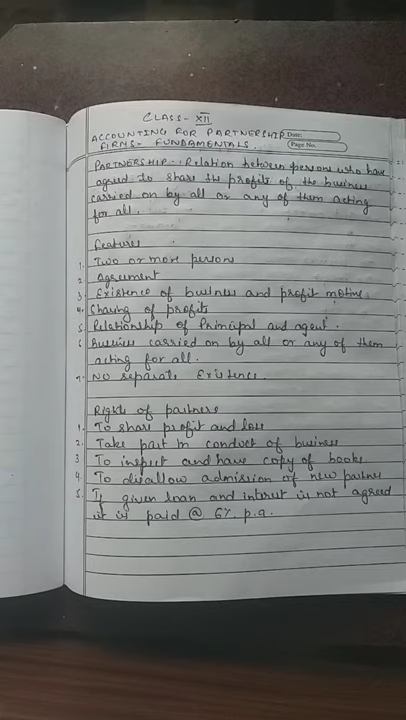 CLASS- XII
ACCOUNTING FOR PARTNERSHIP Date:
FIRMS- FUNDAMENTALS. Page No.
PARTNERSHIP - : Relation between persons who have
agreed to share the profits of the business
carried on by all or any of them acting
for all.
Features
1. Two or more person
2. Agreement
3. Existence of business and profit motive.
4. Sharing of profits
5. Relationship of Principal and agent.
6 Business carried on by all or any of them
acting for all.
7. NO separate Existence.
Rights of partners
1. To share profit and loss
2. Take part in conduct of business
3 To inspect and have copy of books
4. To disallow admission of new partner
5. If given loan and interest is not agreed
it is paid @ 6% p.a.